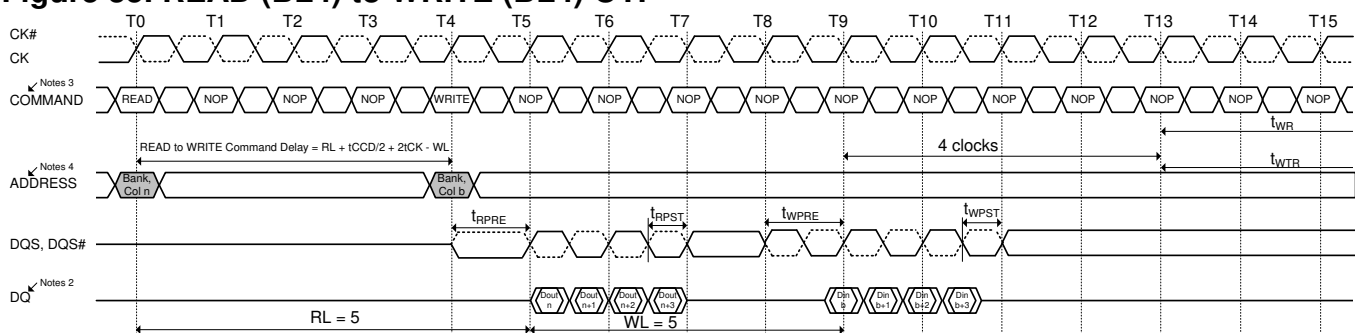 READ (BL4) to WRITE (BL4) OTF
T0 T1 T2 T3 T4 T5 T6 T7 T8 T9 T10 T11 T12 T13 T14 T15
CK#
CK
Notes 3
COMMAND READ NOP NOP NOP WRITE NOP NOP NOP NOP NOP NOP NOP NOP NOP NOP NOP
tWR
READ to WRITE Command Delay = RL + tCCD/2 + 2tCK - WL
4 clocks
tWTR
Notes 4
ADDRESS
Bank,
Col n
Bank,
Col b
tRPRE tRPST tWPRE tWPST
DQS, DQS#
Notes 2
DQ
Dout
n
Dout
n+1
Dout
n+2
Dout
n+3
Din
b
Din
b+1
Din
b+2
Din
b+3
RL = 5 WL = 5